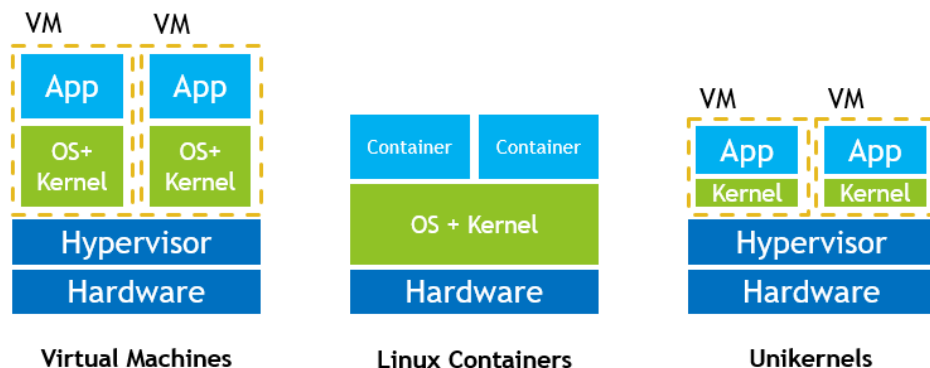 VM VM
App App
OS+ OS+
Kernel Kernel
Hypervisor
Hardware
Virtual Machines
Container Container
OS + Kernel
Hardware
Linux Containers
VM VM
App App
Kernel Kernel
Hypervisor
Hardware
Unikernels